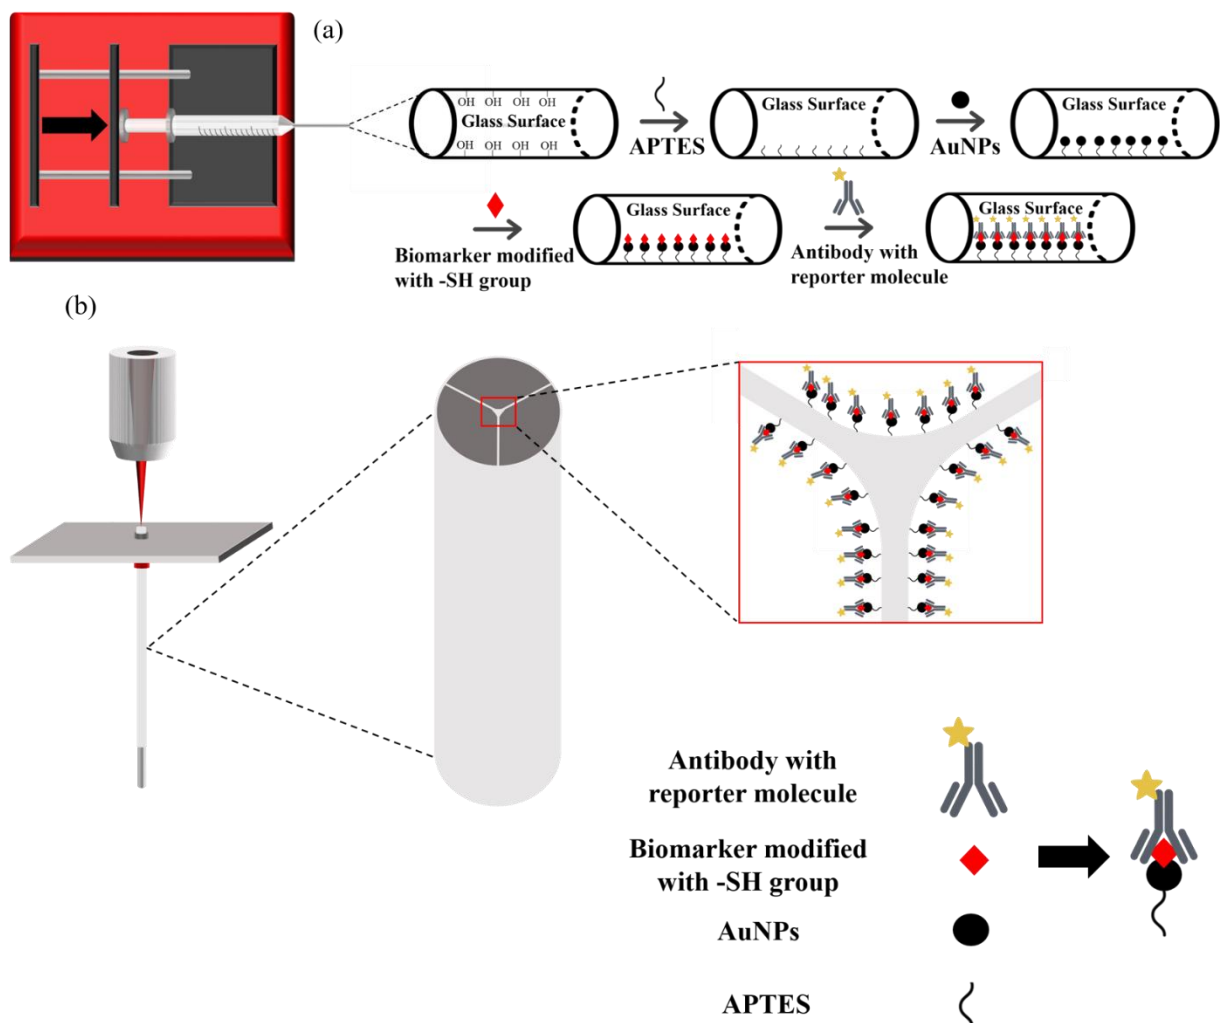 (a)
OH OH OH OH
Glass Surface
OH OH OH OH
APTES
Glass Surface
AuNPs
Glass Surface
Biomarker modified
with -SH group
Glass Surface
Antibody with
reporter molecule
Glass Surface
(b)
Antibody with
reporter molecule
Biomarker modified
with -SH group
AuNPs
APTES